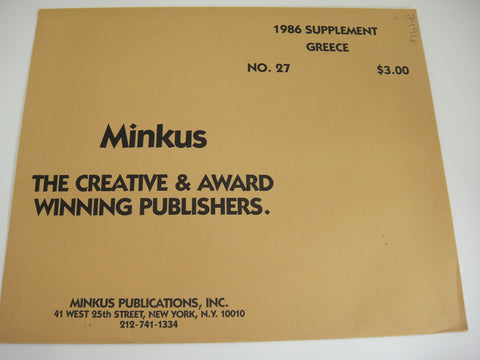 1986 SUPPLEMENT
GREECE
NO. 27 $3.00
Minkus
THE CREATIVE & AWARD
WINNING PUBLISHERS.
MINKUS PUBLICATIONS, INC.
41 WEST 25th STREET, NEW YORK, N.Y. 10010
212-741-1334